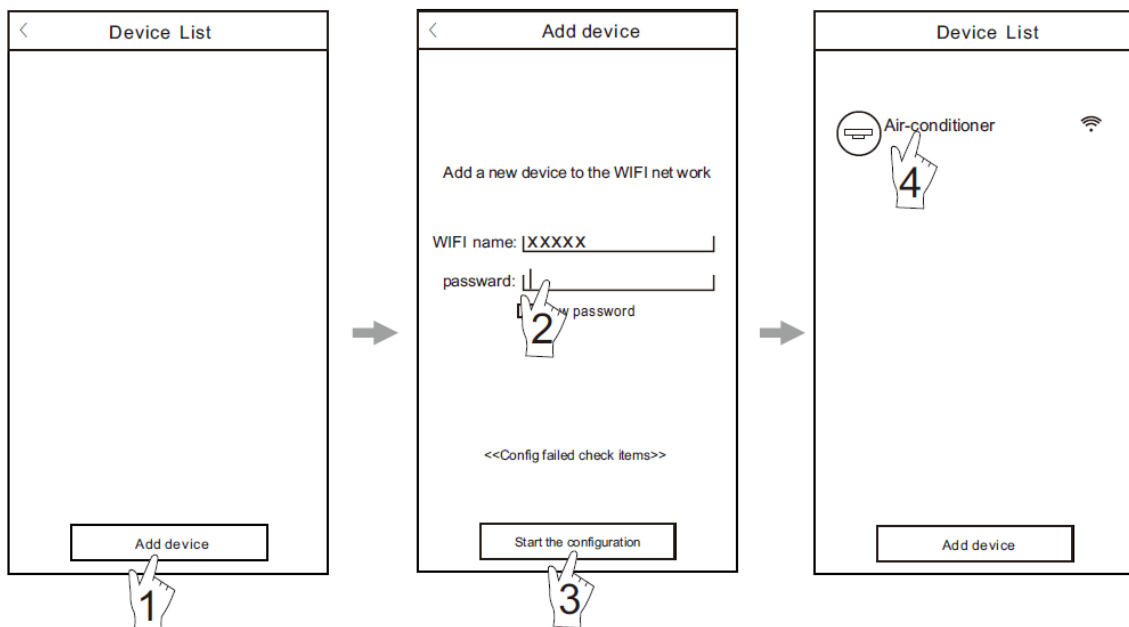 Device List
Add device
1
Add device
Add a new device to the WIFI net work
WIFI name: XXXXX
passward:
password
2
<<Config failed check items>>
Start the configuration
3
Device List
Air-conditioner
4
Add device